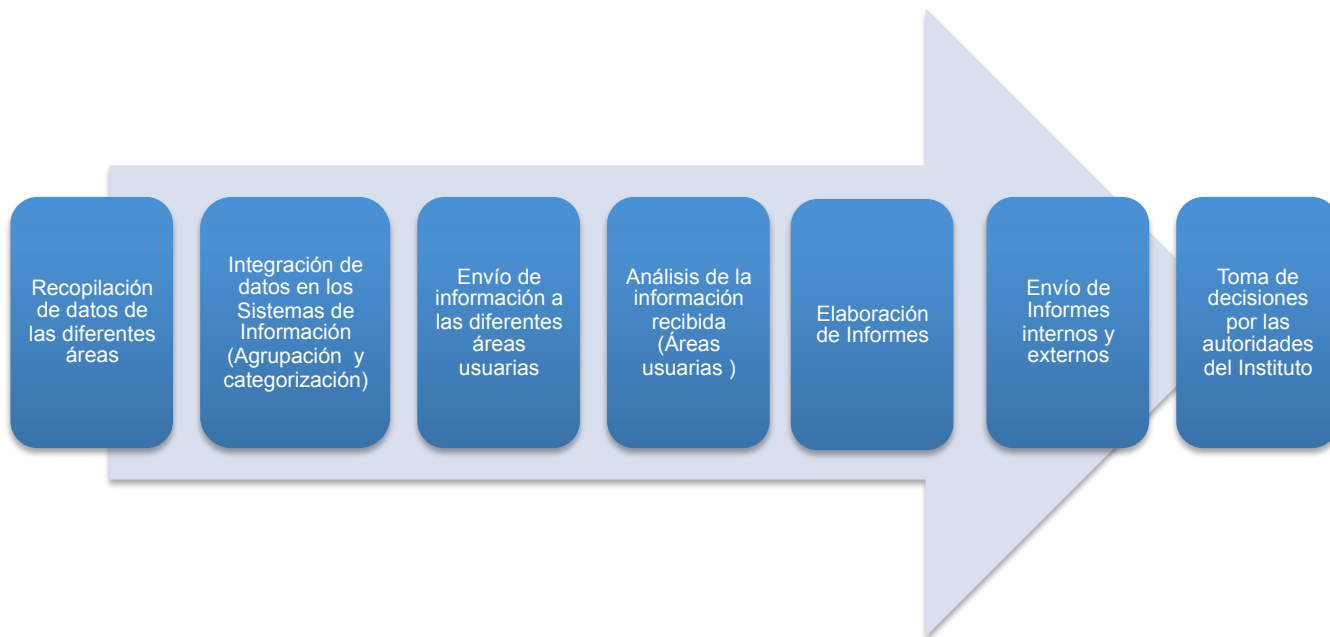 Recopilación
de datos de
las diferentes
áreas
Integración de
datos en los
Sistemas de
Información
(Agrupación  y
categorización)
Envío de
información a
las diferentes
áreas
usuarias
Análisis de la
información
recibida
(Áreas
usuarias )
Elaboración
de Informes
Envío de
Informes
internos y
externos
Toma de
decisiones
por las
autoridades
del Instituto